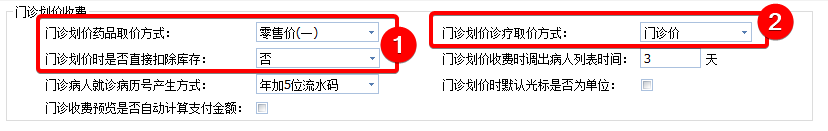 门诊划价收费
门诊划价药品取价方式： 零售价(一) 门诊划价诊疗取价方式： 门诊价 2
门诊划价时是否直接扣除库存： 否 1 门诊划价收费时调出病人列表时间： 3 天
门诊病人就诊病历号产生方式： 年加5位流水码 门诊划价时默认光标是否为单位：
门诊收费预览是否自动计算支付金额：